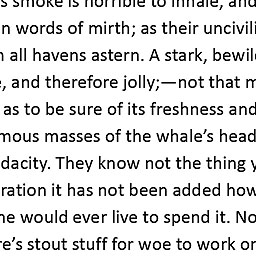 s smoke is horrible to inhale, and
n words of mirth; as their uncivili
n all havens astern. A stark, bewil
, and therefore jolly;—not that m
as to be sure of its freshness and
mous masses of the whale’s head
dacity. They know not the thing y
ration it has not been added how
ne would ever live to spend it. No
re’s stout stuff for woe to work on